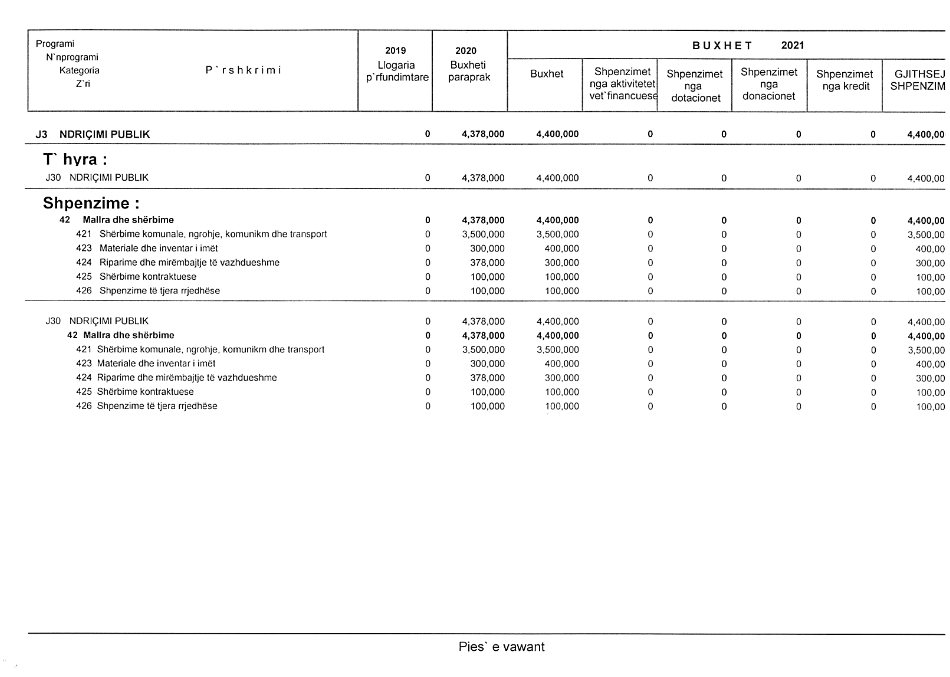 Programi
N`nprogrami
Kategoria
Z`ri
P`rshkrimi
2019
Llogaria
p`rfundimtare
2020
Buxheti
paraprak
BUXHET 2021
Buxhet
Shpenzimet
nga aktivitetet
vet`financuese
Shpenzimet
nga
dotacionet
Shpenzimet
nga
donacionet
Shpenzimet
nga kredit
GJITHSEJ
SHPENZIM
J3 NDRIÇIMI PUBLIK 0 4,378,000 4,400,000 0 0 0 0 4,400,00
T` hyra :
J30 NDRIÇIMI PUBLIK 0 4,378,000 4,400,000 0 0 0 0 4,400,00
Shpenzime :
42 Mallra dhe shërbime 0 4,378,000 4,400,000 0 0 0 0 4,400,00
421 Shërbime komunale, ngrohje, komunikm dhe transport 0 3,500,000 3,500,000 0 0 0 0 3,500,00
423 Materiale dhe inventar i imët 0 300,000 400,000 0 0 0 0 400,00
424 Riparime dhe mirëmbajtje të vazhdueshme 0 378,000 300,000 0 0 0 0 300,00
425 Shërbime kontraktuese 0 100,000 100,000 0 0 0 0 100,00
426 Shpenzime të tjera rrjedhëse 0 100,000 100,000 0 0 0 0 100,00
J30 NDRIÇIMI PUBLIK 0 4,378,000 4,400,000 0 0 0 0 4,400,00
42 Mallra dhe shërbime 0 4,378,000 4,400,000 0 0 0 0 4,400,00
421 Shërbime komunale, ngrohje, komunikm dhe transport 0 3,500,000 3,500,000 0 0 0 0 3,500,00
423 Materiale dhe inventar i imët 0 300,000 400,000 0 0 0 0 400,00
424 Riparime dhe mirëmbajtje të vazhdueshme 0 378,000 300,000 0 0 0 0 300,00
425 Shërbime kontraktuese 0 100,000 100,000 0 0 0 0 100,00
426 Shpenzime të tjera rrjedhëse 0 100,000 100,000 0 0 0 0 100,00
Pies` e vawant